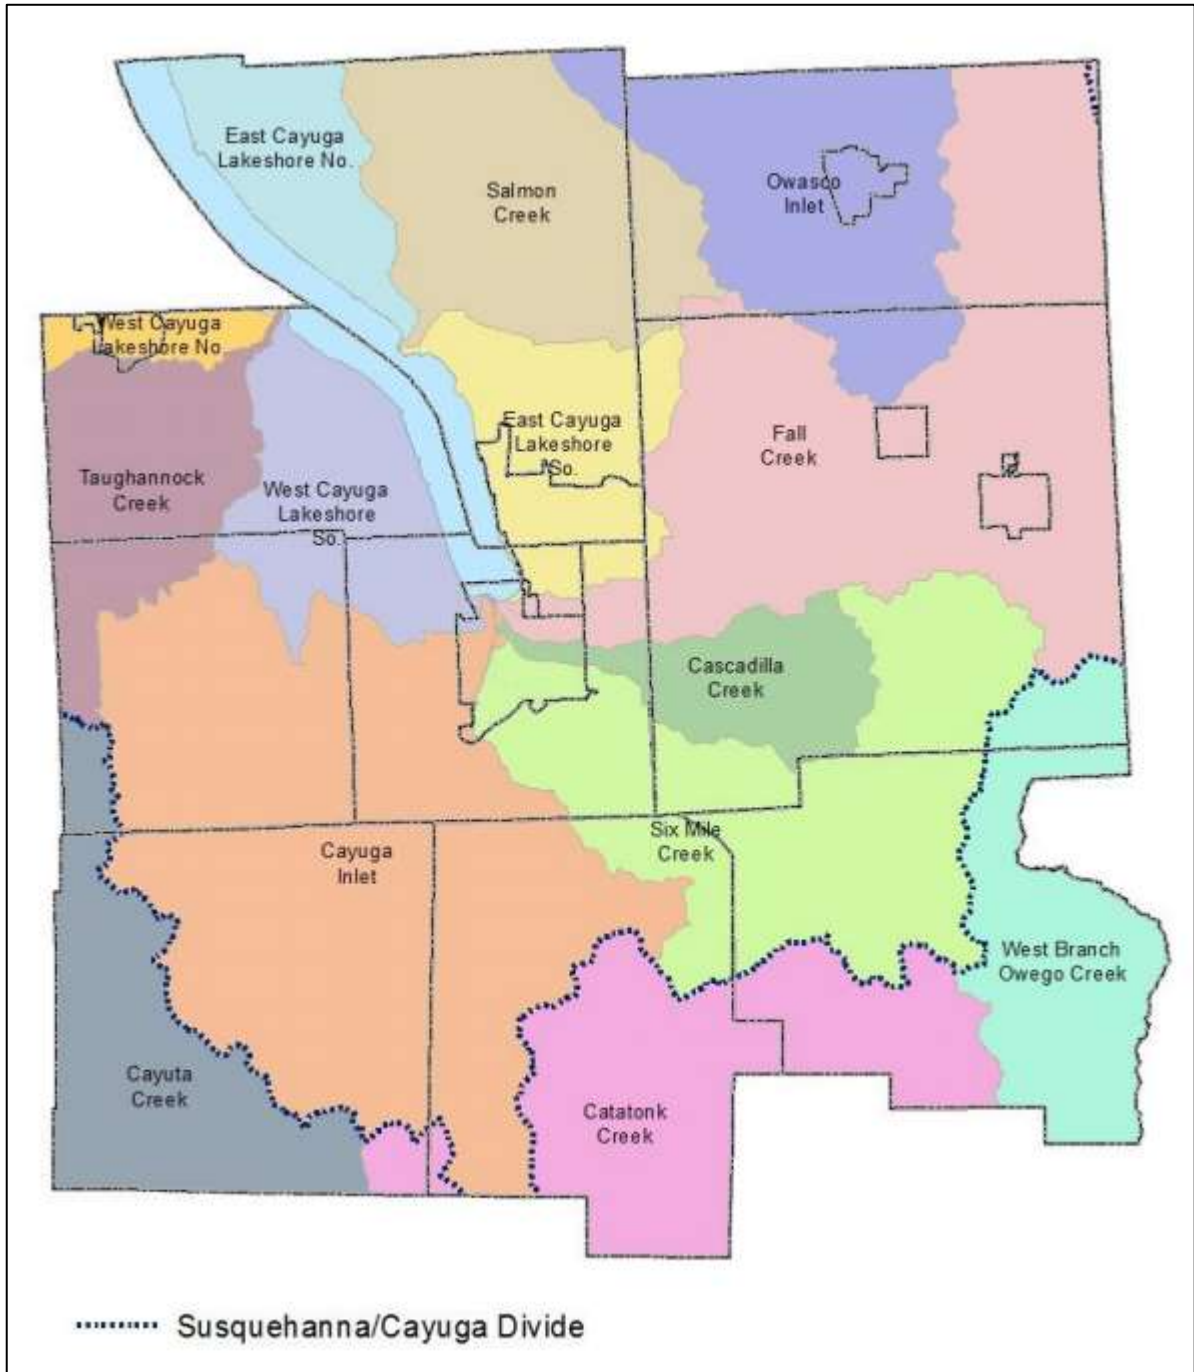 East Cayuga
Lakeshore No.
Salmon
Creek
Owasco
Inlet
West Cayuga
Lakeshore No
Taughannock
Creek
West Cayuga
Lakeshore
So.
East Cayuga
Lakeshore
So.
Fall
Creek
Cascadilla
Creek
Six Mile
Creek
Cayuga
Inlet
West Branch
Owego Creek
Cayuta
Creek
Catatonk
Creek
Susquehanna/Cayuga Divide